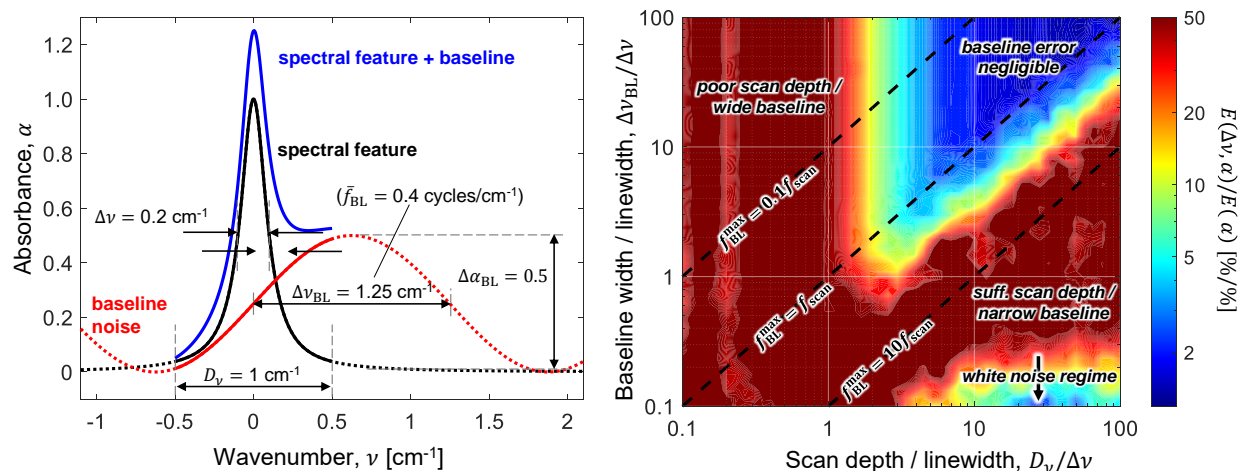 1.2
1.0
0.8
0.6
0.4
0.2
0
Absorbance, α
spectral feature + baseline
spectral feature
(f̄_BL = 0.4 cycles/cm⁻¹)
Δν = 0.2 cm⁻¹
Δα_BL = 0.5
Δν_BL = 1.25 cm⁻¹
baseline
noise
D_ν = 1 cm⁻¹
-1
-0.5
0
0.5
1
1.5
2
Wavenumber, ν [cm⁻¹]
100
10
1
0.1
Baseline width / linewidth, Δν_BL/Δν
baseline error
negligible
poor scan depth /
wide baseline
f_BL^max = 0.1f_scan
f_BL^max = f_scan
f_BL^max = 10f_scan
suff. scan depth /
narrow baseline
white noise regime
0.1
1
10
100
Scan depth / linewidth, D_ν/Δν
50
20
10
5
2
E(Δν,α)/E(α) [%/%]